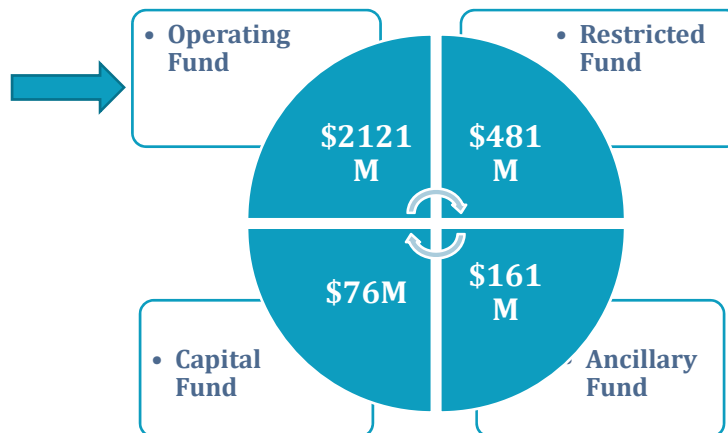 • Operating
Fund
• Restricted
Fund
$2121
M
$481
M
$76M
$161
M
• Capital
Fund
• Ancillary
Fund